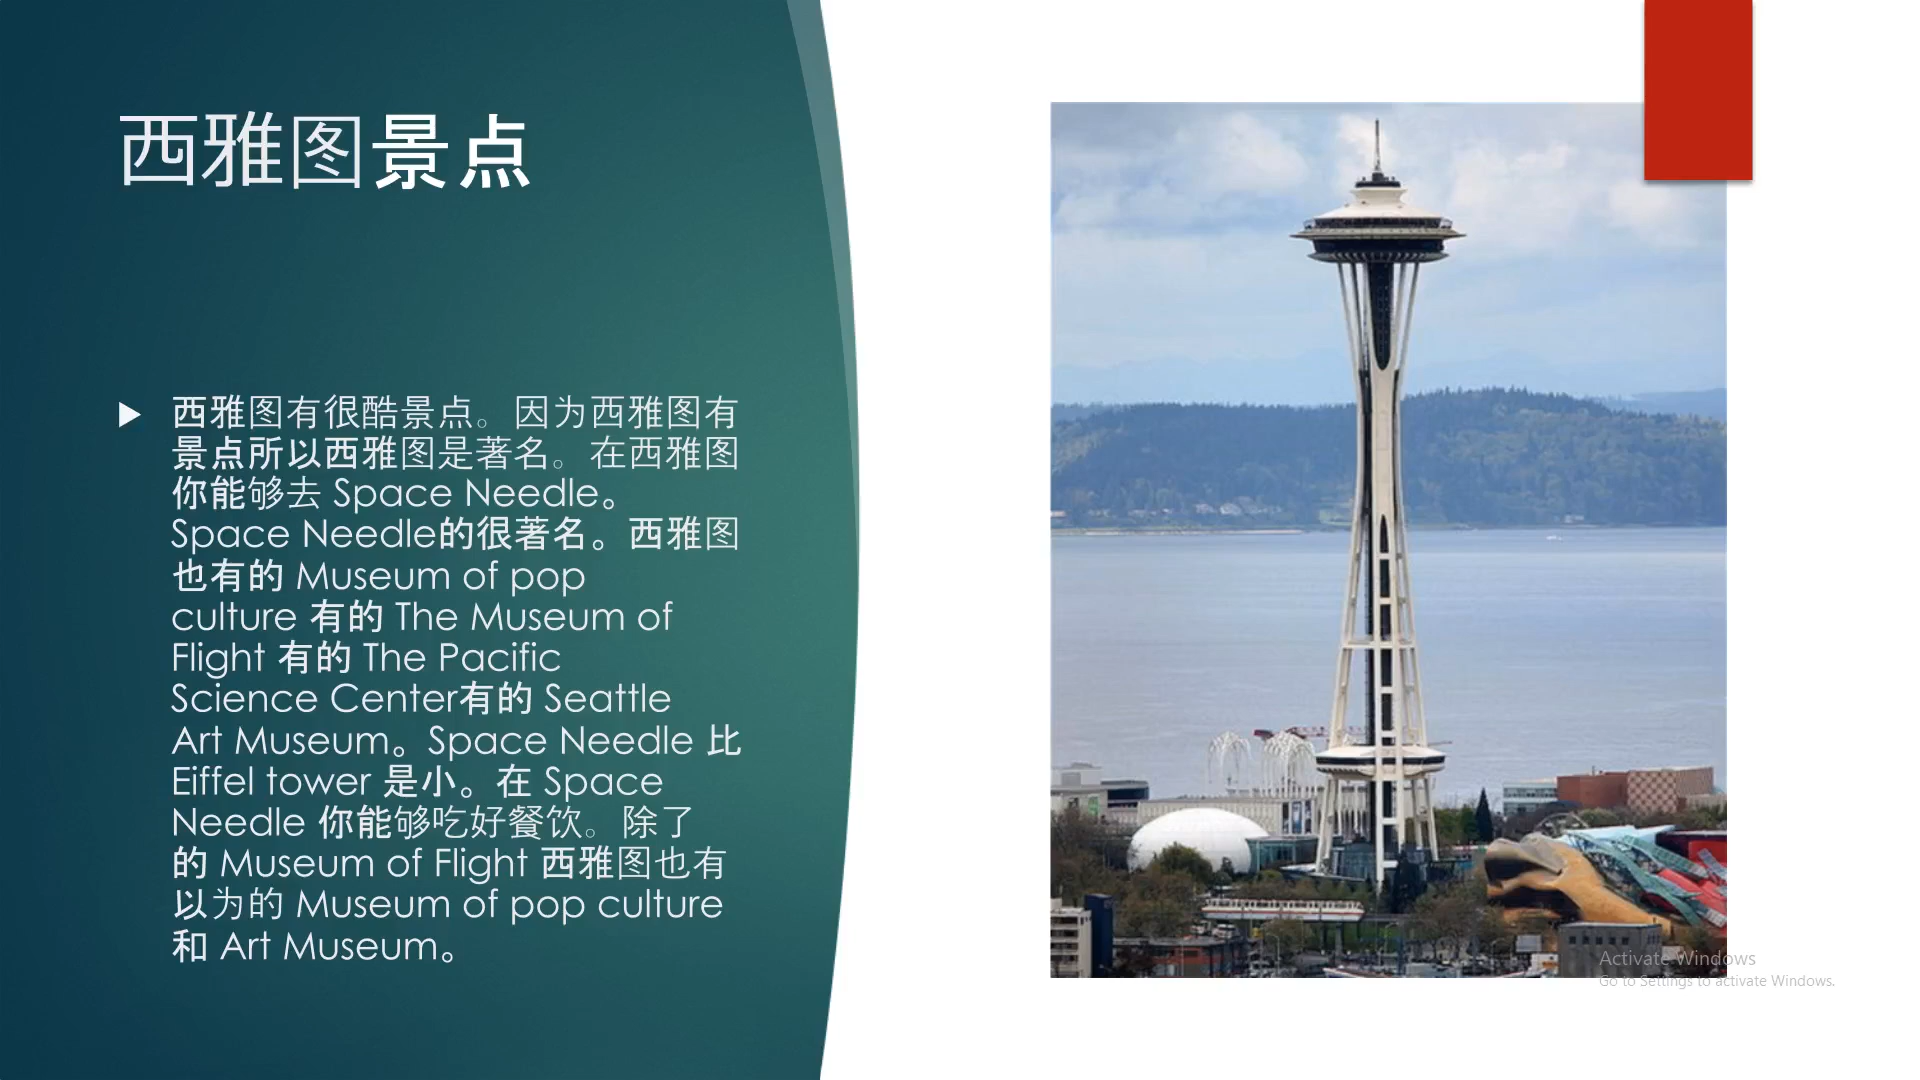 西雅图景点
西雅图有很酷景点。因为西雅图有
景点所以西雅图是著名。在西雅图
你能够去 Space Needle。
Space Needle的很著名。西雅图
也有的 Museum of pop
culture 有的 The Museum of
Flight 有的 The Pacific
Science Center有的 Seattle
Art Museum。Space Needle 比
Eiffel tower 是小。在 Space
Needle 你能够吃好餐饮。除了
的 Museum of Flight 西雅图也有
以为的 Museum of pop culture
和 Art Museum。
Activate Windows
Go to Settings to activate Windows.